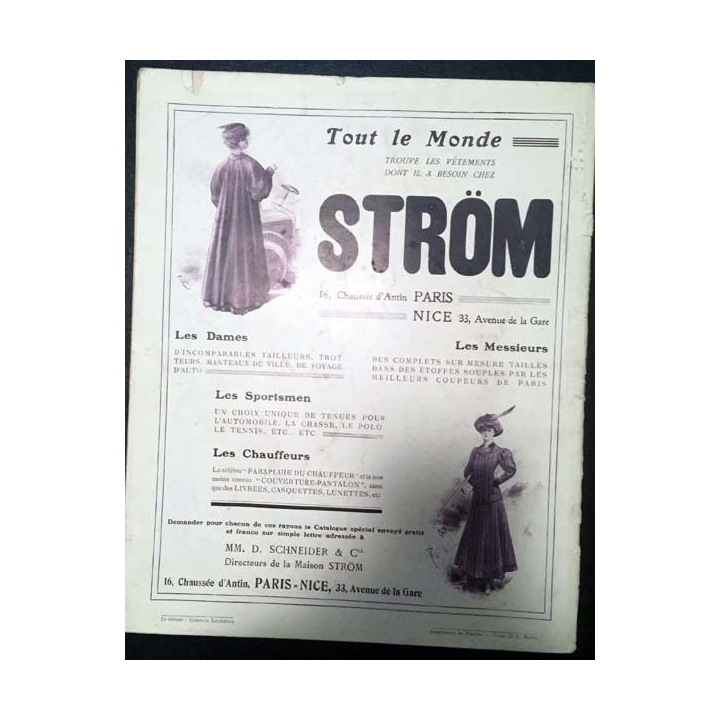 Tout le Monde
TROUVE LES VÊTEMENTS
DONT IL A BESOIN CHEZ
STRÖM
16, Chaussée d'Antin PARIS
NICE 33, Avenue de la Gare
Les Dames
D'INCOMPARABLES TAILLEURS, TROT-
TEURS, MANTEAUX DE VILLE, DE VOYAGE
D'AUTO
Les Messieurs
DES COMPLETS SUR MESURE TAILLES
DANS DES ÉTOFFES SOUPLES PAR LES
MEILLEURS COUPEURS DE PARIS
Les Sportsmen
UN CHOIX UNIQUE DE TENUES POUR
L'AUTOMOBILE, LA CHASSE, LE POLO
LE TENNIS, ETC., ETC
Les Chauffeurs
La célèbre "PARAPLUIE DU CHAUFFEUR" et la non
moins connue "COUVERTURE-PANTALON", ainsi
que des LIVRÉES, CASQUETTES, LUNETTES, etc
Demander pour chacun de ces rayons le Catalogue spécial envoyé gratis
et franco sur simple lettre adressée à
MM. D. SCHNEIDER & Cie
Directeurs de la Maison STRÖM
16, Chaussée d'Antin, PARIS-NICE, 33, Avenue de la Gare
Le Gérant :